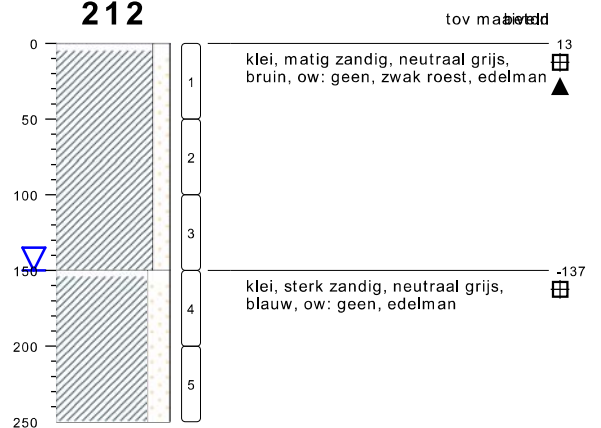 212
tov
0
13
klei, matig zandig, neutraal grijs,
bruin, ow: geen, zwak roest, edelman
1
50
2
100
3
150
-137
klei, sterk zandig, neutraal grijs,
blauw, ow: geen, edelman
4
200
5
250